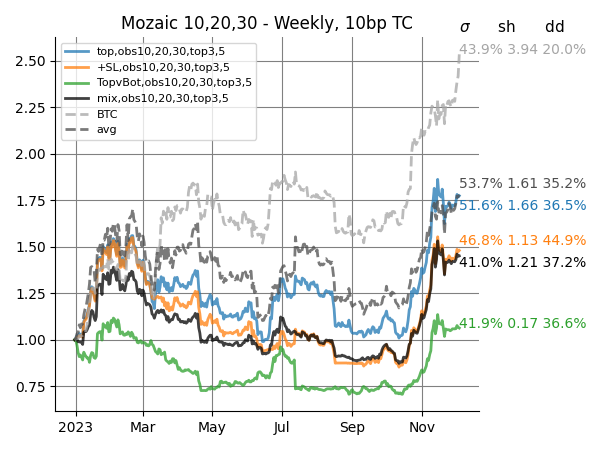 Mozaic 10,20,30 - Weekly, 10bp TC
σ sh dd
top,obs10,20,30,top3,5
+SL,obs10,20,30,top3,5
TopvBot,obs10,20,30,top3,5
mix,obs10,20,30,top3,5
BTC
avg
43.9% 3.94 20.0%
53.7% 1.61 35.2%
51.6% 1.66 36.5%
46.8% 1.13 44.9%
41.0% 1.21 37.2%
41.9% 0.17 36.6%
2.50
2.25
2.00
1.75
1.50
1.25
1.00
0.75
2023 Mar May Jul Sep Nov